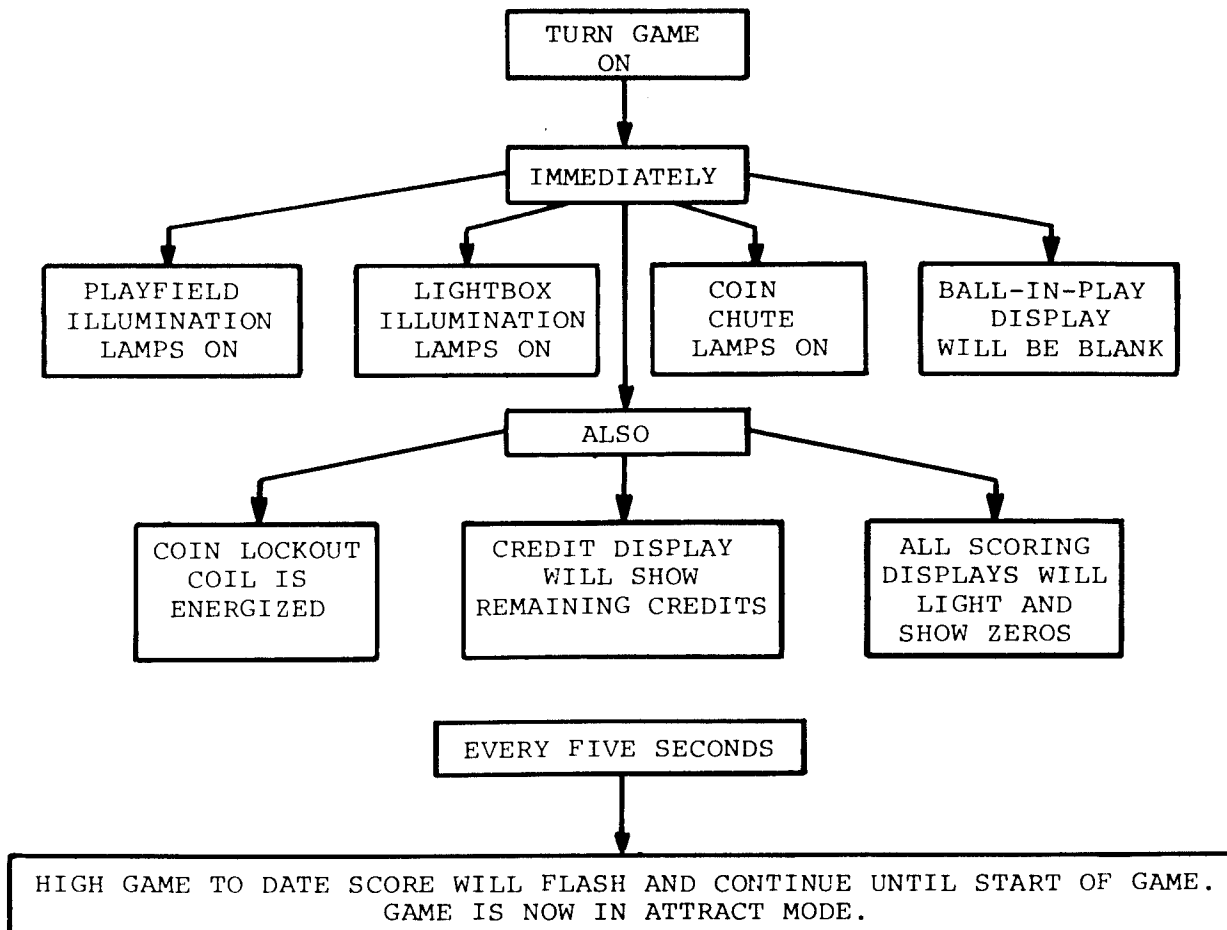 TURN GAME
ON
IMMEDIATELY
PLAYFIELD
ILLUMINATION
LAMPS ON
LIGHTBOX
ILLUMINATION
LAMPS ON
COIN
CHUTE
LAMPS ON
BALL-IN-PLAY
DISPLAY
WILL BE BLANK
ALSO
COIN LOCKOUT
COIL IS
ENERGIZED
CREDIT DISPLAY
WILL SHOW
REMAINING CREDITS
ALL SCORING
DISPLAYS WILL
LIGHT AND
SHOW ZEROS
EVERY FIVE SECONDS
HIGH GAME TO DATE SCORE WILL FLASH AND CONTINUE UNTIL START OF GAME.
GAME IS NOW IN ATTRACT MODE.